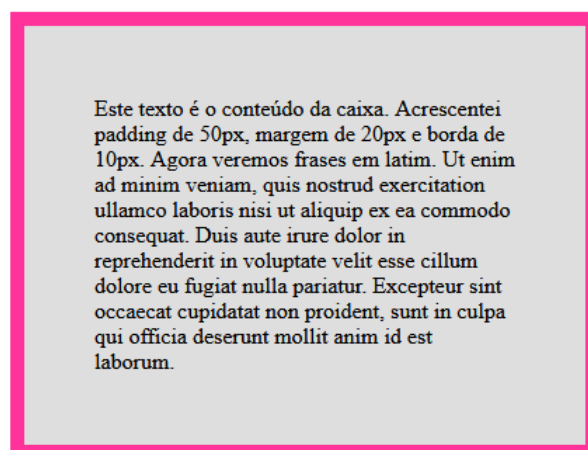 Este texto é o conteúdo da caixa. Acrescentei
padding de 50px, margem de 20px e borda de
10px. Agora veremos frases em latim. Ut enim
ad minim veniam, quis nostrud exercitation
ullamco laboris nisi ut aliquip ex ea commodo
consequat. Duis aute irure dolor in
reprehenderit in voluptate velit esse cillum
dolore eu fugiat nulla pariatur. Excepteur sint
occaecat cupidatat non proident, sunt in culpa
qui officia deserunt mollit anim id est
laborum.